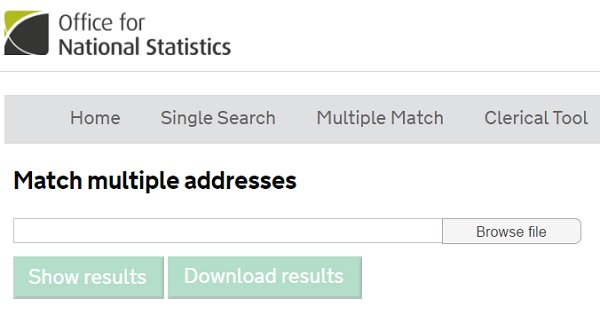 Office for
National Statistics
Home Single Search Multiple Match Clerical Tool
Match multiple addresses
Browse file
Show results Download results